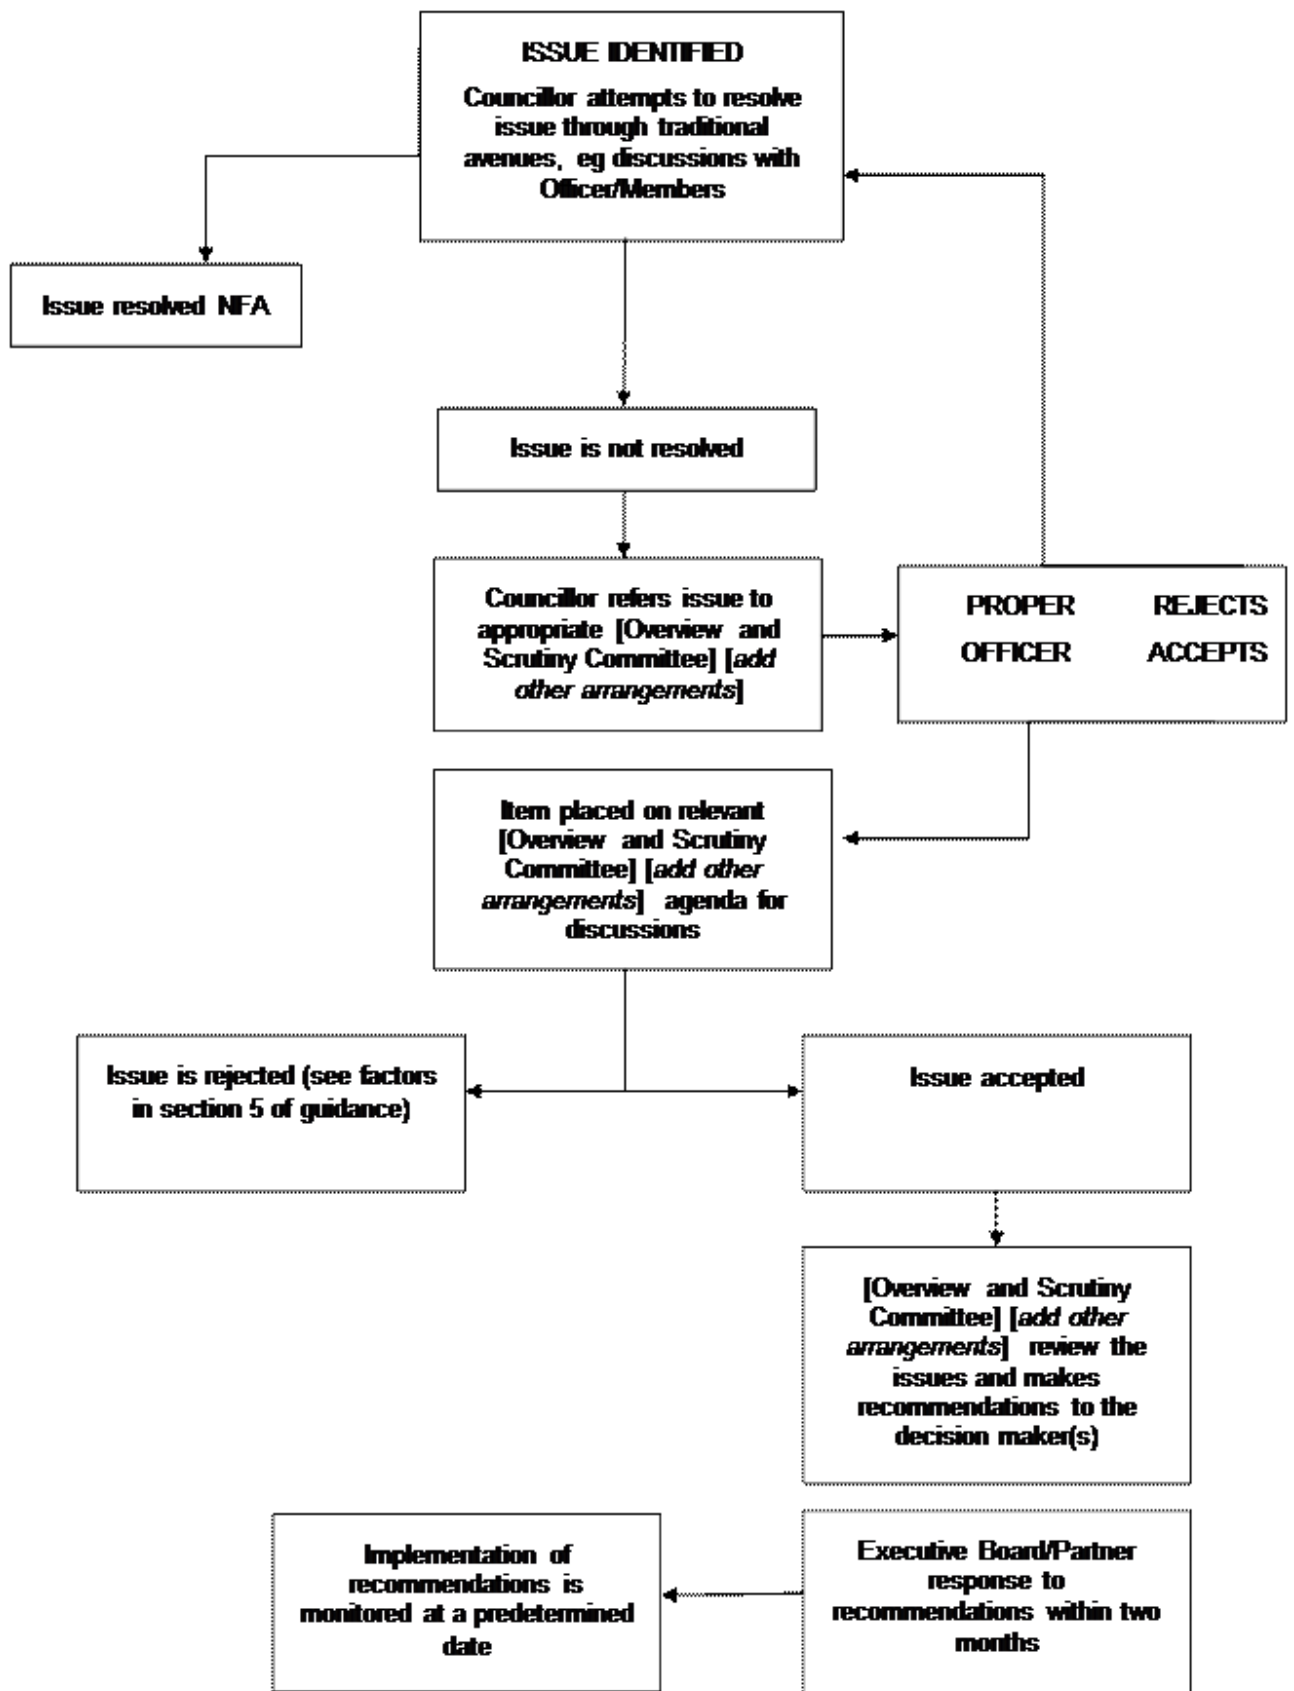 ISSUE IDENTIFIED
Councillor attempts to resolve
issue through traditional
avenues, eg discussions with
Officer/Members
Issue resolved NFA
Issue is not resolved
Councillor refers issue to
appropriate [Overview and
Scrutiny Committee] [add
other arrangements]
PROPER REJECTS
OFFICER ACCEPTS
Item placed on relevant
[Overview and Scrutiny
Committee] [add other
arrangements] agenda for
discussions
Issue is rejected (see factors
in section 5 of guidance)
Issue accepted
[Overview and Scrutiny
Committee] [add other
arrangements] review the
issues and makes
recommendations to the
decision maker(s)
Implementation of
recommendations is
monitored at a predetermined
date
Executive Board/Partner
response to
recommendations within two
months